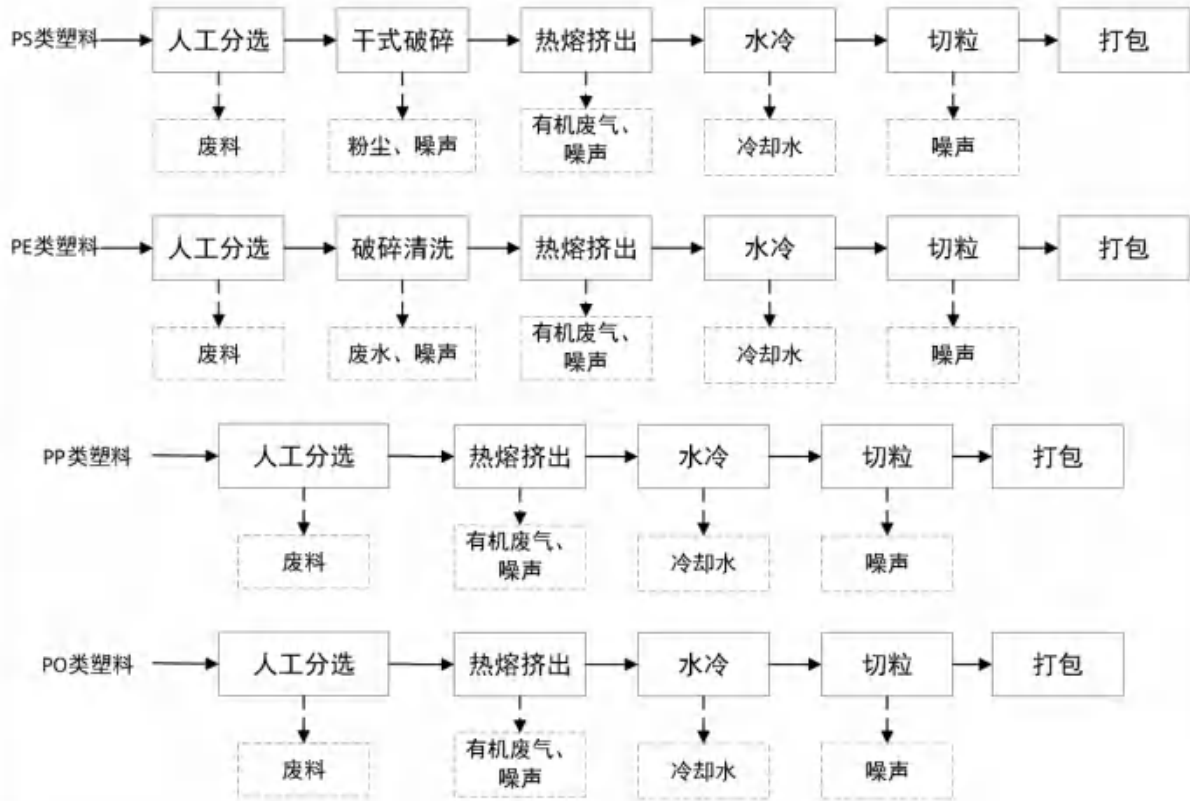 PS类塑料 人工分选 干式破碎 热熔挤出 水冷 切粒 打包
废料 粉尘、噪声 有机废气、 冷却水 噪声
噪声
PE类塑料 人工分选 破碎清洗 热熔挤出 水冷 切粒 打包
废料 废水、噪声 有机废气、 冷却水 噪声
噪声
PP类塑料 人工分选 热熔挤出 水冷 切粒 打包
废料 有机废气、 冷却水 噪声
噪声
PO类塑料 人工分选 热熔挤出 水冷 切粒 打包
废料 有机废气、 冷却水 噪声
噪声